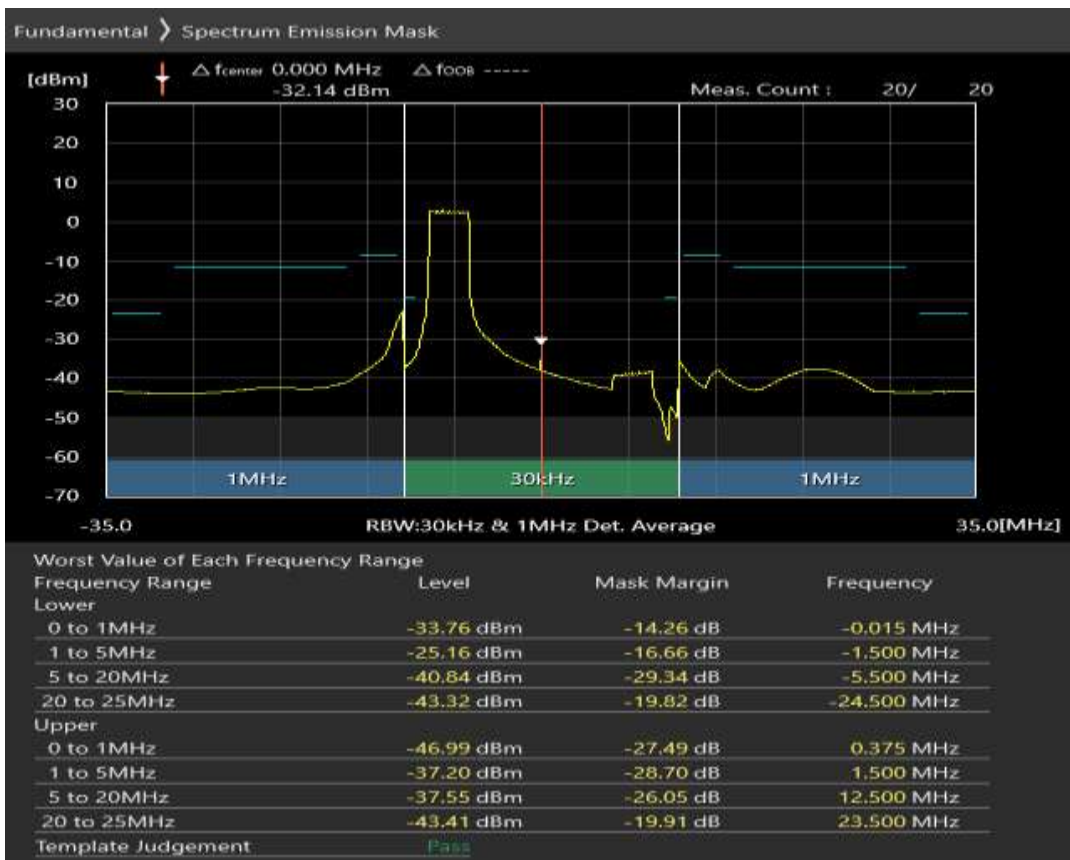 Fundamental ❯ Spectrum Emission Mask
[dBm] △ fcenter 0.000 MHz △ fOOB -----
-32.14 dBm Meas. Count : 20/ 20
30
20
10
0
-10
-20
-30
-40
-50
-60
-70
1MHz 30kHz 1MHz
-35.0 RBW:30kHz & 1MHz Det. Average 35.0[MHz]
Worst Value of Each Frequency Range
Frequency Range Level Mask Margin Frequency
Lower
0 to 1MHz -33.76 dBm -14.26 dB -0.015 MHz
1 to 5MHz -25.16 dBm -16.66 dB -1.500 MHz
5 to 20MHz -40.84 dBm -29.34 dB -5.500 MHz
20 to 25MHz -43.32 dBm -19.82 dB -24.500 MHz
Upper
0 to 1MHz -46.99 dBm -27.49 dB 0.375 MHz
1 to 5MHz -37.20 dBm -28.70 dB 1.500 MHz
5 to 20MHz -37.55 dBm -26.05 dB 12.500 MHz
20 to 25MHz -43.41 dBm -19.91 dB 23.500 MHz
Template Judgement Pass